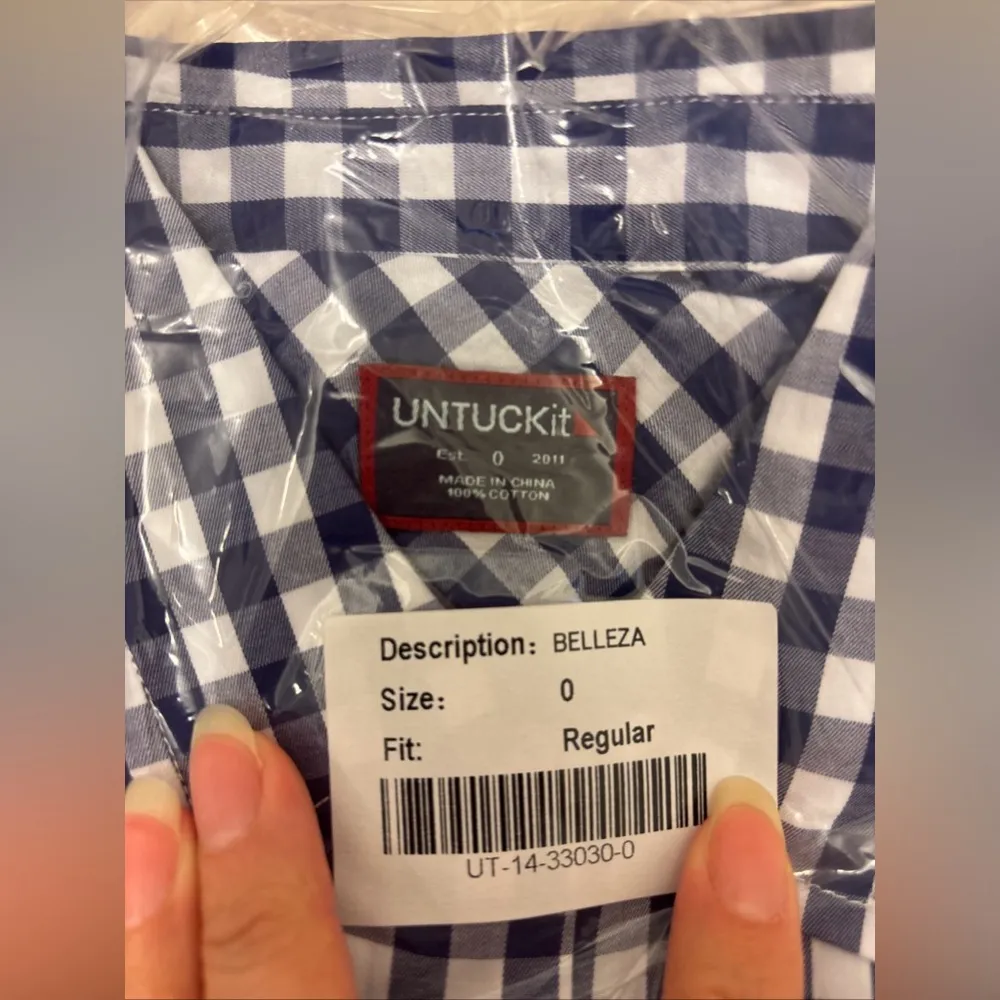 UNTUCKit
Est. 0 2011
MADE IN CHINA
100% COTTON
Description: BELLEZA
Size: 0
Fit: Regular
UT-14-33030-0